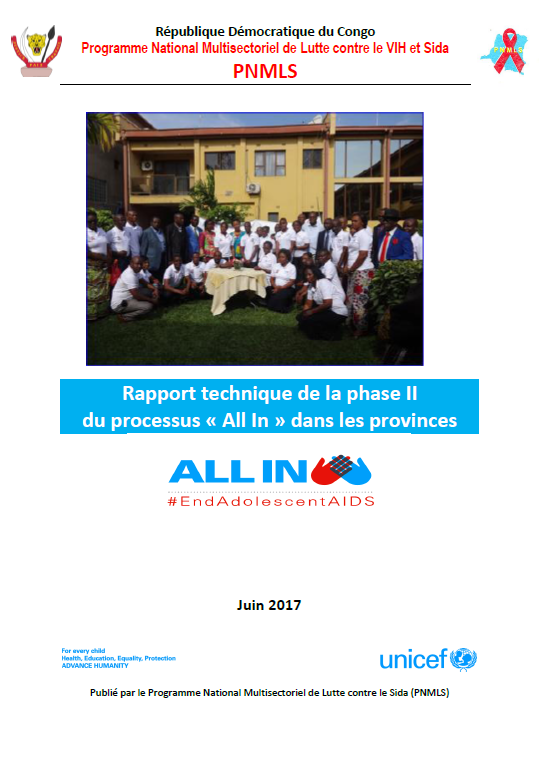 République Démocratique du Congo
Programme National Multisectoriel de Lutte contre le VIH et Sida
PNMLS
PNMLS
Rapport technique de la phase II
du processus « All In » dans les provinces
ALL IN
#EndAdolescentAIDS
Juin 2017
For every child
Health, Education, Equality, Protection
ADVANCE HUMANITY
unicef
Publié par le Programme National Multisectoriel de Lutte contre le Sida (PNMLS)